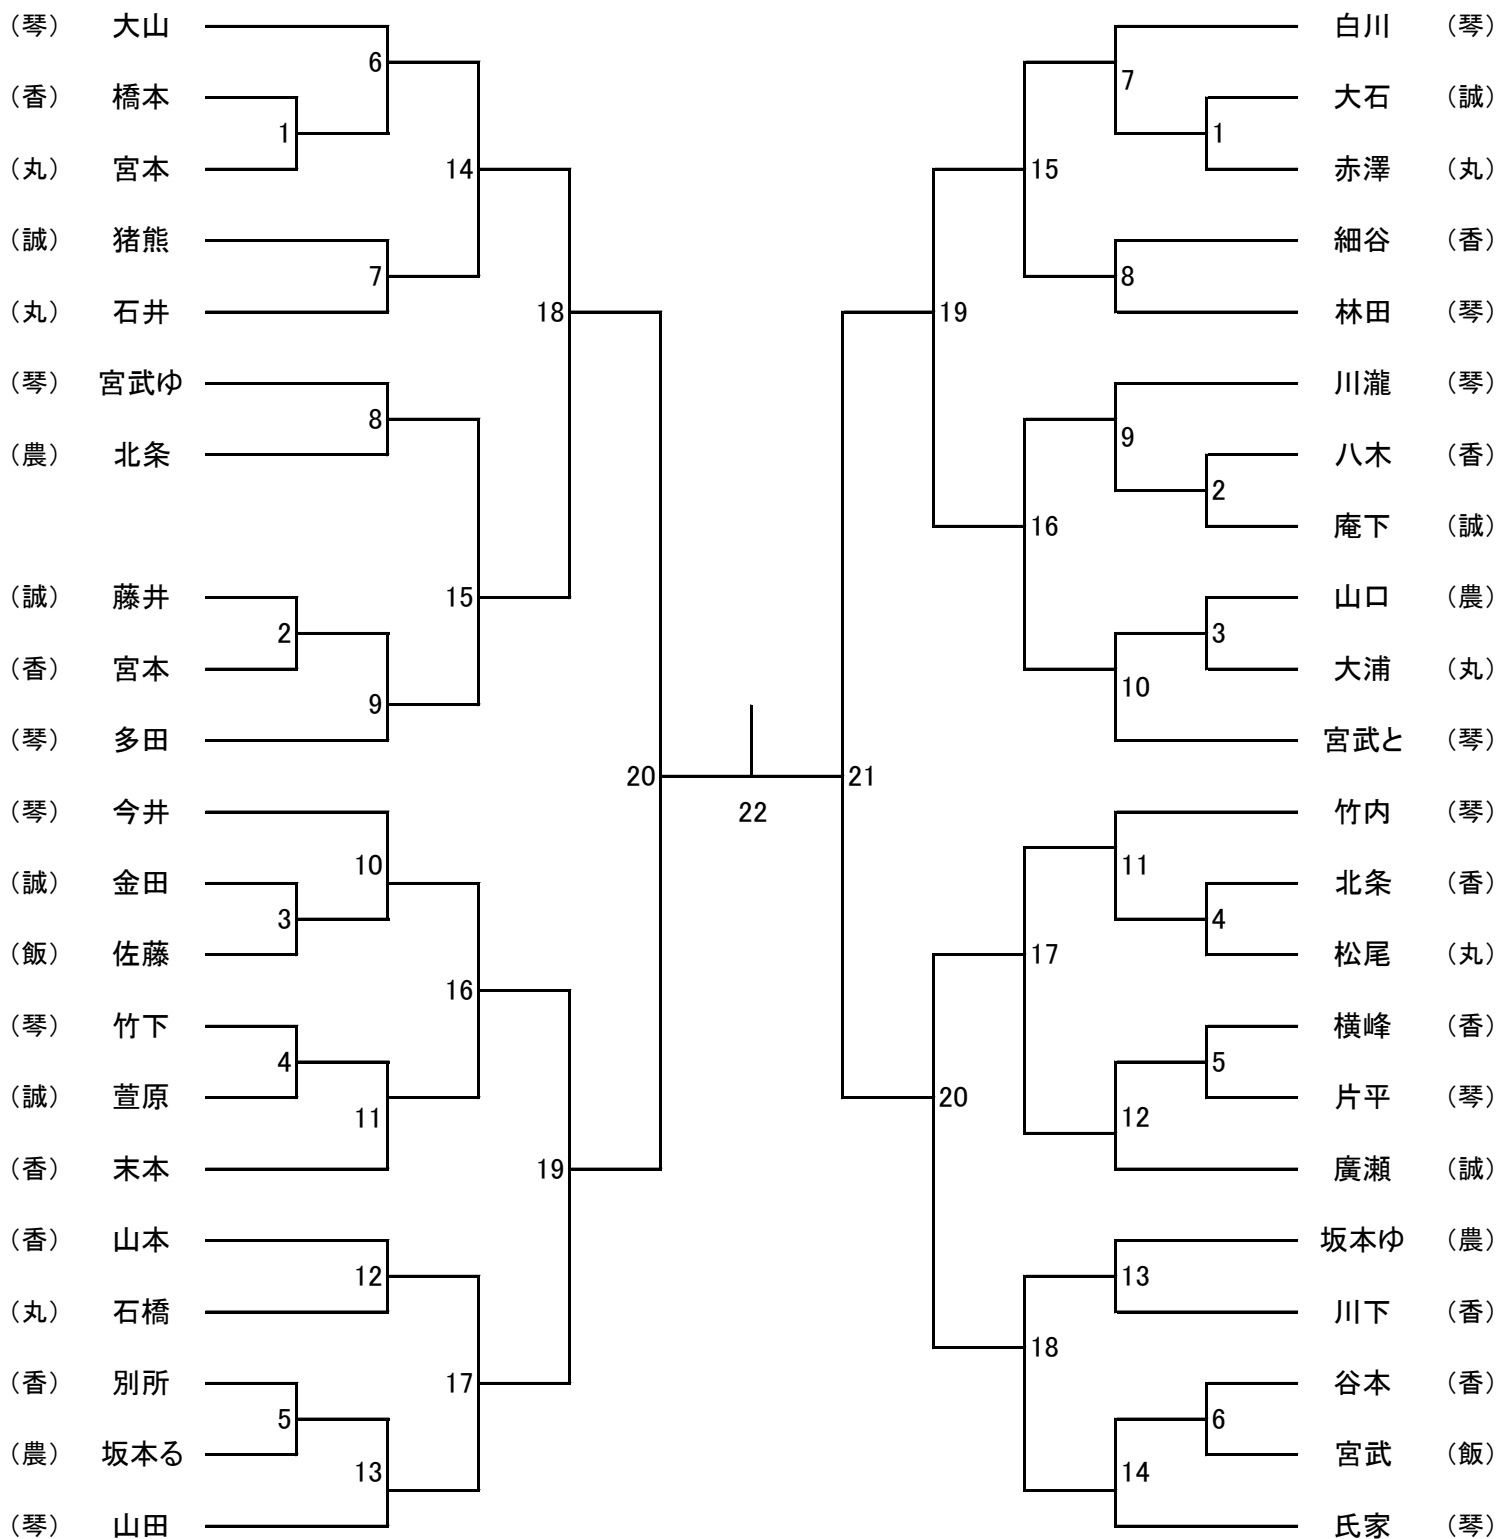 (琴) 大山 白川 (琴)
6
7
(香) 橋本 大石 (誠)
1 1
(丸) 宮本 14 15 赤澤 (丸)
(誠) 猪熊 細谷 (香)
7 8
(丸) 石井 18 19 林田 (琴)
(琴) 宮武ゆ 川瀧 (琴)
8 9
(農) 北条 八木 (香)
2
16 庵下 (誠)
(誠) 藤井 15 山口 (農)
2 3
(香) 宮本 大浦 (丸)
9 10
(琴) 多田 宮武と (琴)
20 21
(琴) 今井 22 竹内 (琴)
10 11
(誠) 金田 北条 (香)
3 4
(飯) 佐藤 17 松尾 (丸)
16
(琴) 竹下 横峰 (香)
4 5
(誠) 萱原 20 片平 (琴)
11 12
(香) 末本 19 廣瀬 (誠)
(香) 山本 坂本ゆ (農)
12 13
(丸) 石橋 川下 (香)
18
(香) 別所 17 谷本 (香)
5 6
(農) 坂本る 宮武 (飯)
13 14
(琴) 山田 氏家 (琴)